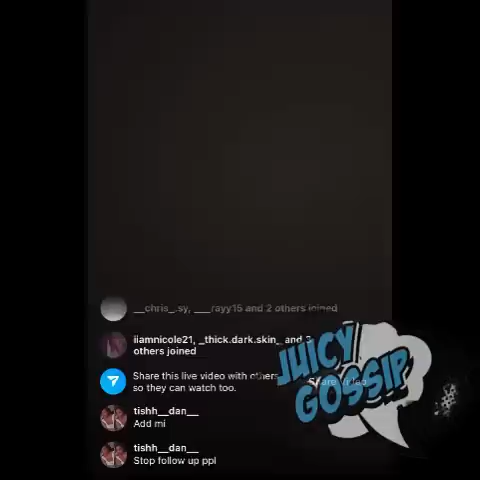 __chris_.sy, ___rayy15 and 2 others joined
iiamnicole21, _thick.dark.skin_ and
others joined
Share this live video with others
so they can watch too.
Share
JUICY
GOSSIP
tishh__dan__
Add mi
tishh__dan__
Stop follow up ppl